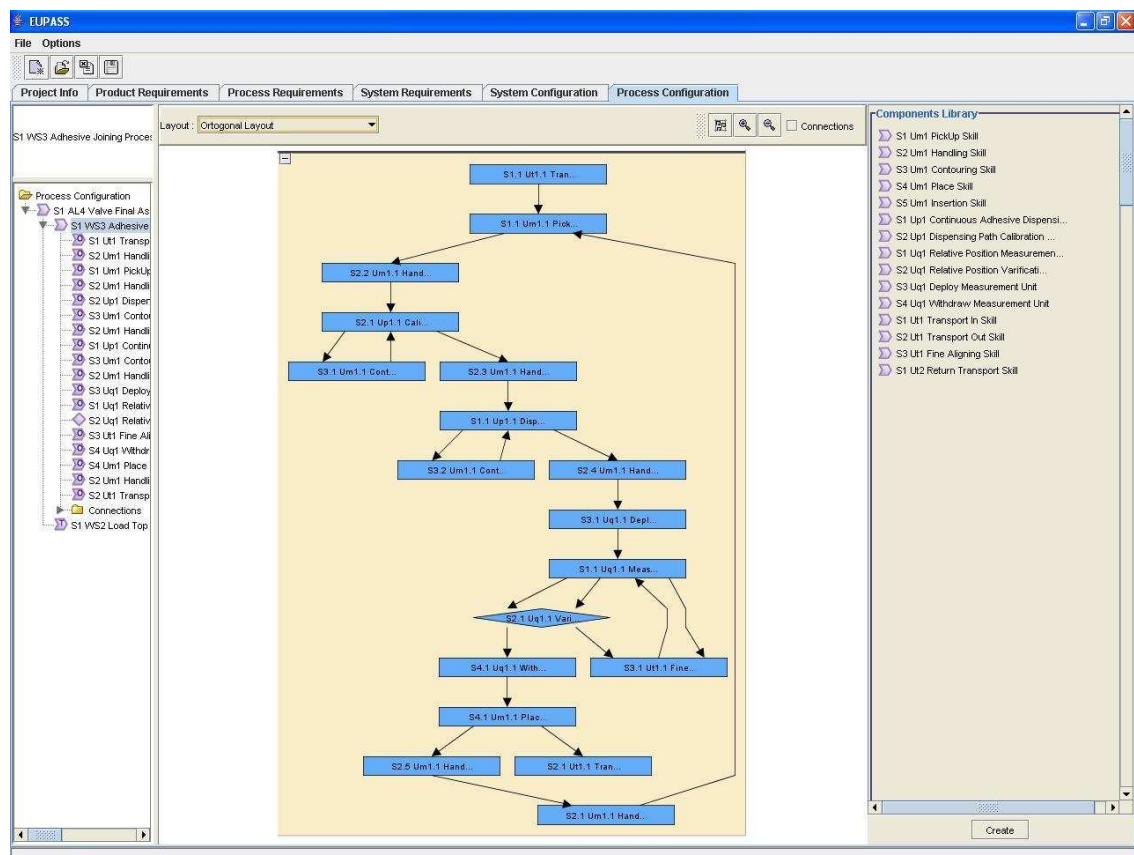 EUPASS
File Options
Project Info Product Requirements Process Requirements System Requirements System Configuration Process Configuration
S1 WS3 Adhesive Joining Proces
Layout : Ortogonal Layout
Connections
Process Configuration
S1 AL4 Valve Final As
S1 WS3 Adhesive
S1 Ut1 Transp
S2 Um1 Handli
S1 Um1 PickUp
S2 Um1 Handli
S2 Up1 Disper
S3 Um1 Conto
S2 Um1 Handli
S1 Up1 Contin
S3 Um1 Conto
S2 Um1 Handli
S3 Uq1 Deploy
S1 Uq1 Relativ
S2 Uq1 Relativ
S3 Ut1 Fine Ali
S4 Uq1 Withdr
S4 Um1 Place
S2 Um1 Handli
S2 Ut1 Transp
Connections
S1 WS2 Load Top
S1.1 Ut1.1 Tran...
S1.1 Um1.1 Pick...
S2.2 Um1.1 Hand...
S2.1 Up1.1 Cali...
S3.1 Um1.1 Cont...
S2.3 Um1.1 Hand...
S1.1 Up1.1 Disp...
S3.2 Um1.1 Cont...
S2.4 Um1.1 Hand...
S3.1 Uq1.1 Depl...
S1.1 Uq1.1 Meas...
S2.1 Uq1.1 Vari...
S4.1 Uq1.1 With...
S3.1 Ut1.1 Fine...
S4.1 Um1.1 Plac...
S2.5 Um1.1 Hand...
S2.1 Ut1.1 Tran...
S2.1 Um1.1 Hand...
Components Library
S1 Um1 PickUp Skill
S2 Um1 Handling Skill
S3 Um1 Contouring Skill
S4 Um1 Place Skill
S5 Um1 Insertion Skill
S1 Up1 Continuous Adhesive Dispensi...
S2 Up1 Dispensing Path Calibration ...
S1 Uq1 Relative Position Measuremen...
S2 Uq1 Relative Position Varificati...
S3 Uq1 Deploy Measurement Unit
S4 Uq1 Withdraw Measurement Unit
S1 Ut1 Transport In Skill
S2 Ut1 Transport Out Skill
S3 Ut1 Fine Aligning Skill
S1 Ut2 Return Transport Skill
Create